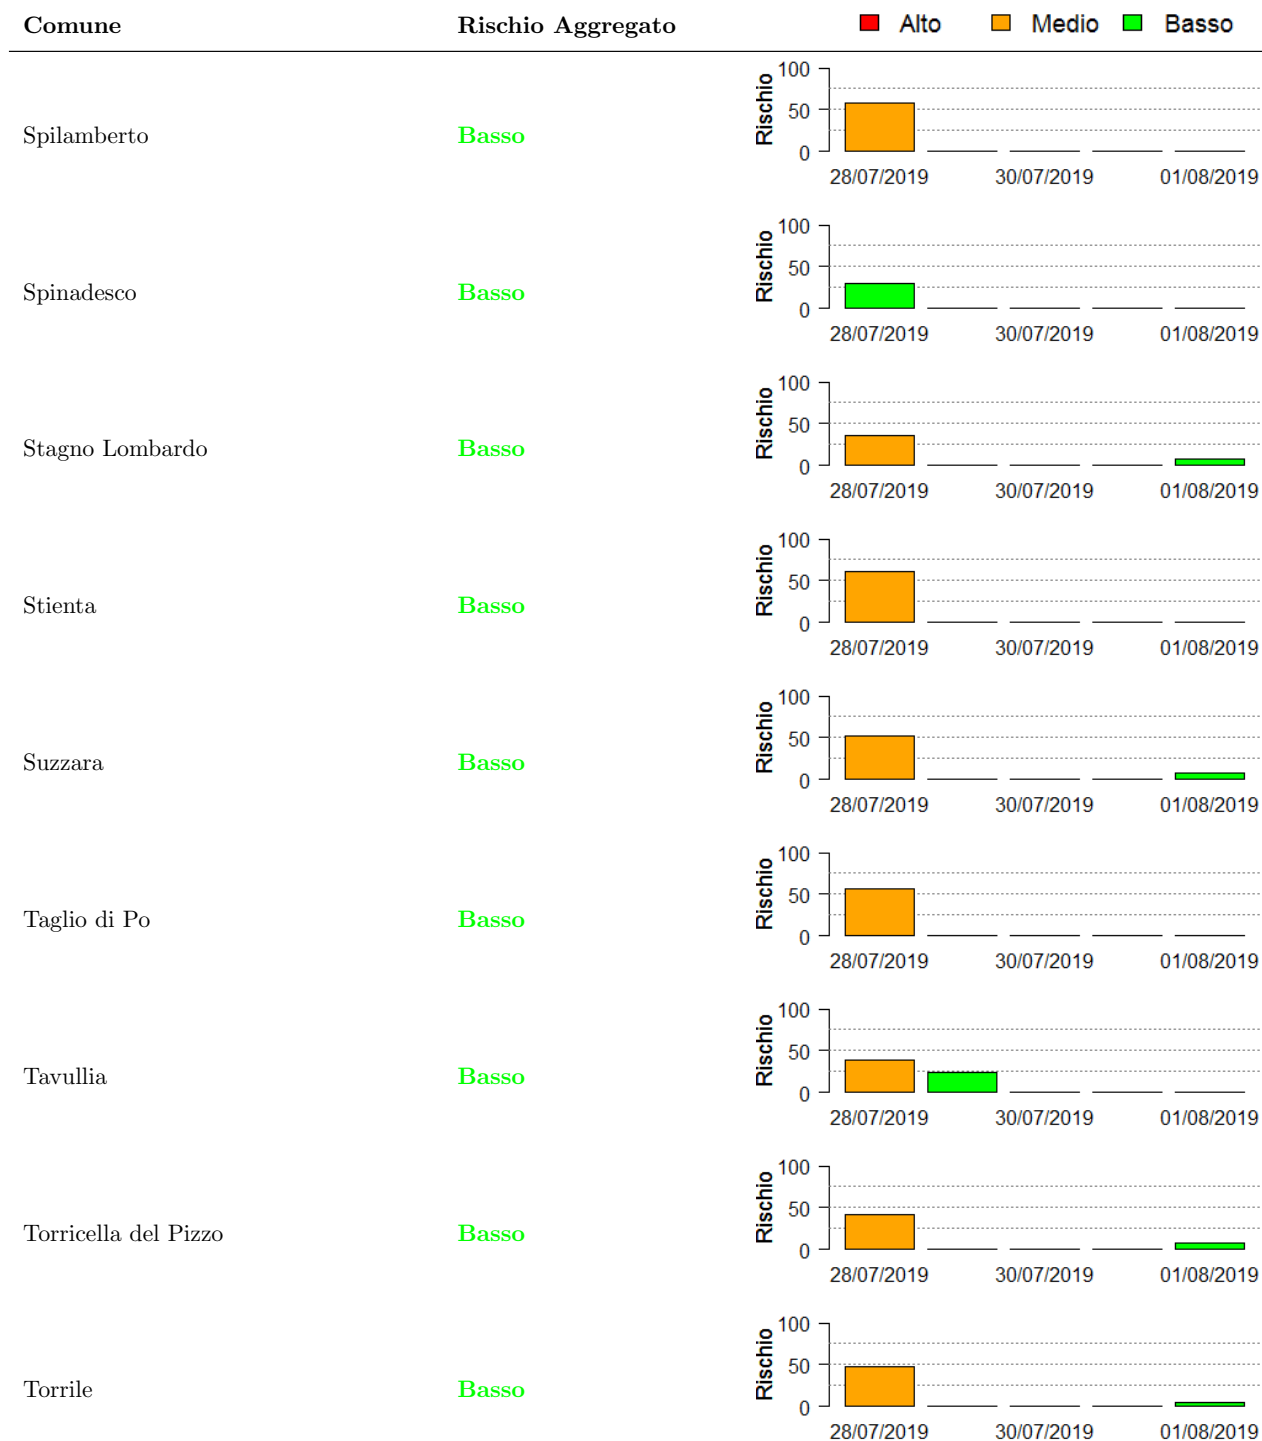 Comune Rischio Aggregato Alto Medio Basso
Spilamberto Basso
Rischio
100
50
0
28/07/2019 30/07/2019 01/08/2019
Spinadesco Basso
Rischio
100
50
0
28/07/2019 30/07/2019 01/08/2019
Stagno Lombardo Basso
Rischio
100
50
0
28/07/2019 30/07/2019 01/08/2019
Stienta Basso
Rischio
100
50
0
28/07/2019 30/07/2019 01/08/2019
Suzzara Basso
Rischio
100
50
0
28/07/2019 30/07/2019 01/08/2019
Taglio di Po Basso
Rischio
100
50
0
28/07/2019 30/07/2019 01/08/2019
Tavullia Basso
Rischio
100
50
0
28/07/2019 30/07/2019 01/08/2019
Torricella del Pizzo Basso
Rischio
100
50
0
28/07/2019 30/07/2019 01/08/2019
Torrile Basso
Rischio
100
50
0
28/07/2019 30/07/2019 01/08/2019